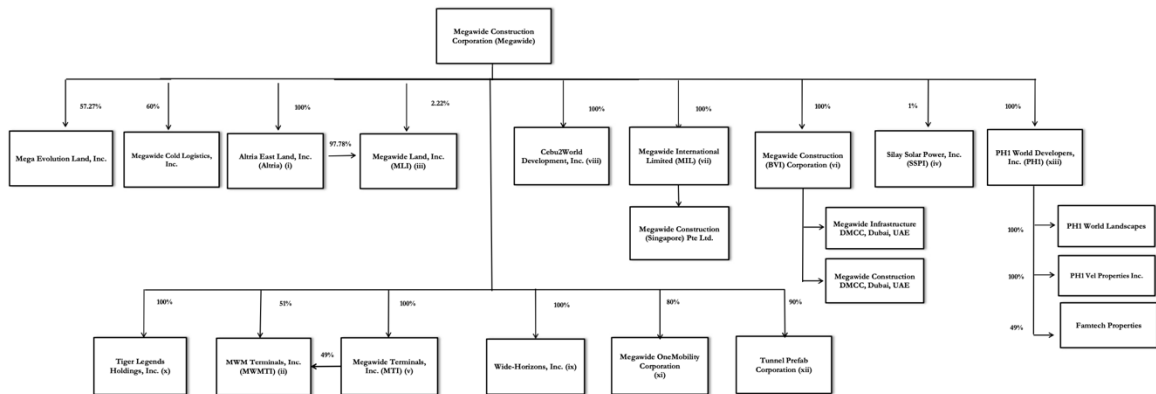 Megawide Construction
Corporation (Megawide)
57.27%
60%
100%
2.22%
100%
100%
100%
1%
100%
Mega Evolution Land, Inc.
Megawide Cold Logistics,
Inc.
Altria East Land, Inc.
(Altria) (i)
97.78%
Megawide Land, Inc.
(MLI) (iii)
Cebu2World
Development, Inc. (viii)
Megawide International
Limited (MIL) (vii)
Megawide Construction
(BVI) Corporation (vi)
Silay Solar Power, Inc.
(SSPI) (iv)
PH1 World Developers,
Inc. (PH1) (xiii)
Megawide Construction
(Singapore) Pte Ltd.
Megawide Infrastructure
DMCC, Dubai, UAE
Megawide Construction
DMCC, Dubai, UAE
100%
PH1 World Landscapes
100%
PH1 Vel Properties Inc.
49%
Famtech Properties
100%
51%
100%
100%
80%
90%
Tiger Legends
Holdings, Inc. (x)
MWM Terminals, Inc.
(MWMTI) (ii)
49%
Megawide Terminals,
Inc. (MTI) (v)
Wide-Horizons, Inc. (ix)
Megawide OneMobility
Corporation
(xi)
Tunnel Prefab
Corporation (xii)